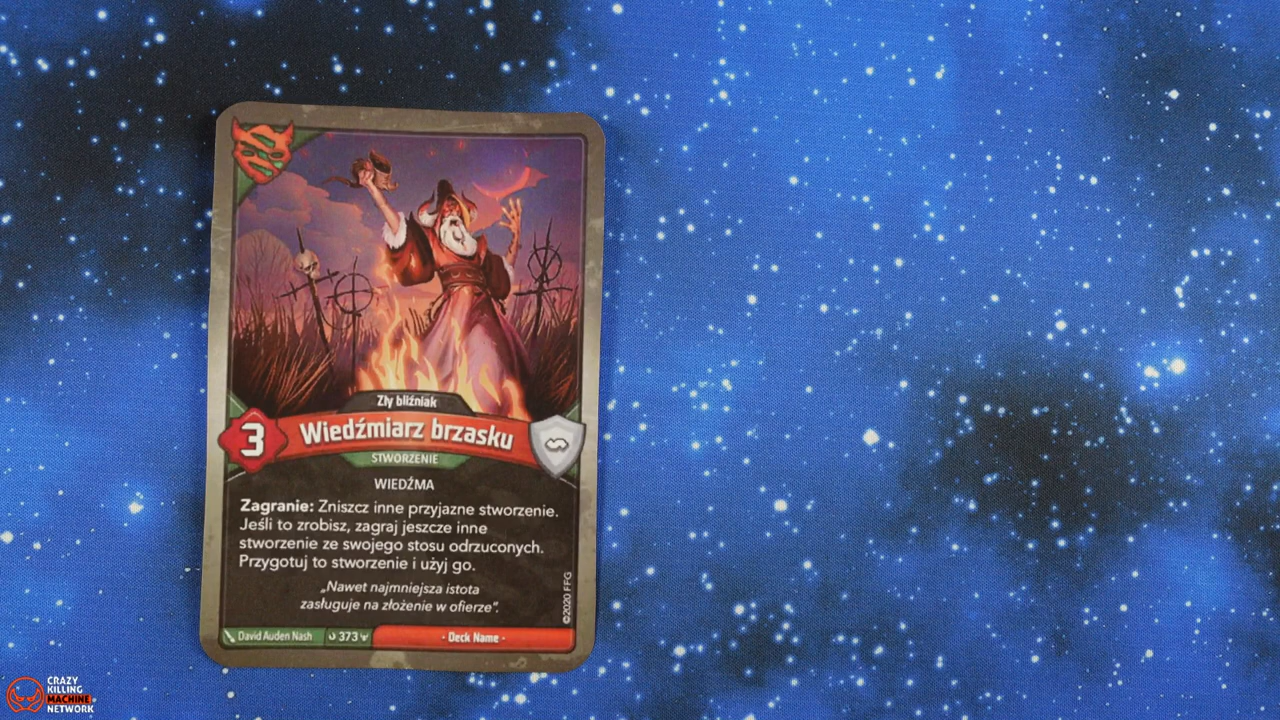 Zły bliźniak
3
Wiedźmiarz brzasku
STWORZENIE
WIEDŹMA
Zagranie: Zniszcz inne przyjazne stworzenie.
Jeśli to zrobisz, zagraj jeszcze inne
stworzenie ze swojego stosu odrzuconych.
Przygotuj to stworzenie i użyj go.
„Nawet najmniejsza istota
zasługuje na złożenie w ofierze”.
©2020 FFG
David Auden Nash
373
- Deck Name -
CRAZY
KILLING
MACHINE
NETWORK